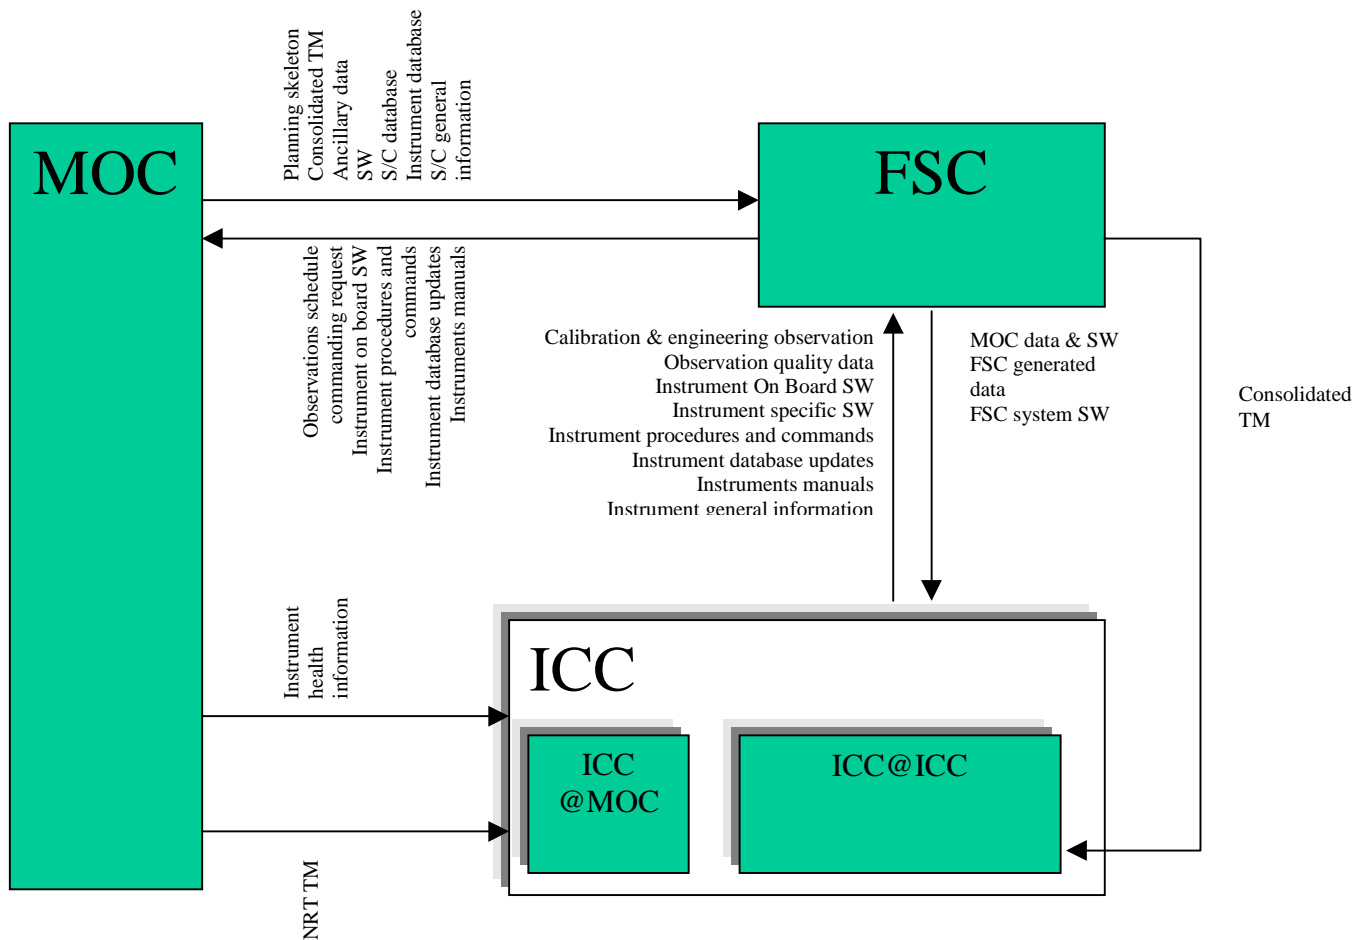 Planning skeleton
Consolidated TM
Ancillary data
SW
S/C database
Instrument database
S/C general
information
MOC
FSC
Observations schedule
commanding request
Instrument on board SW
Instrument procedures and
commands
Instrument database updates
Instruments manuals
Calibration & engineering observation
Observation quality data
Instrument On Board SW
Instrument specific SW
Instrument procedures and commands
Instrument database updates
Instruments manuals
Instrument general information
MOC data & SW
FSC generated
data
FSC system SW
Consolidated
TM
Instrument
health
information
ICC
ICC
@MOC
ICC@ICC
NRT TM